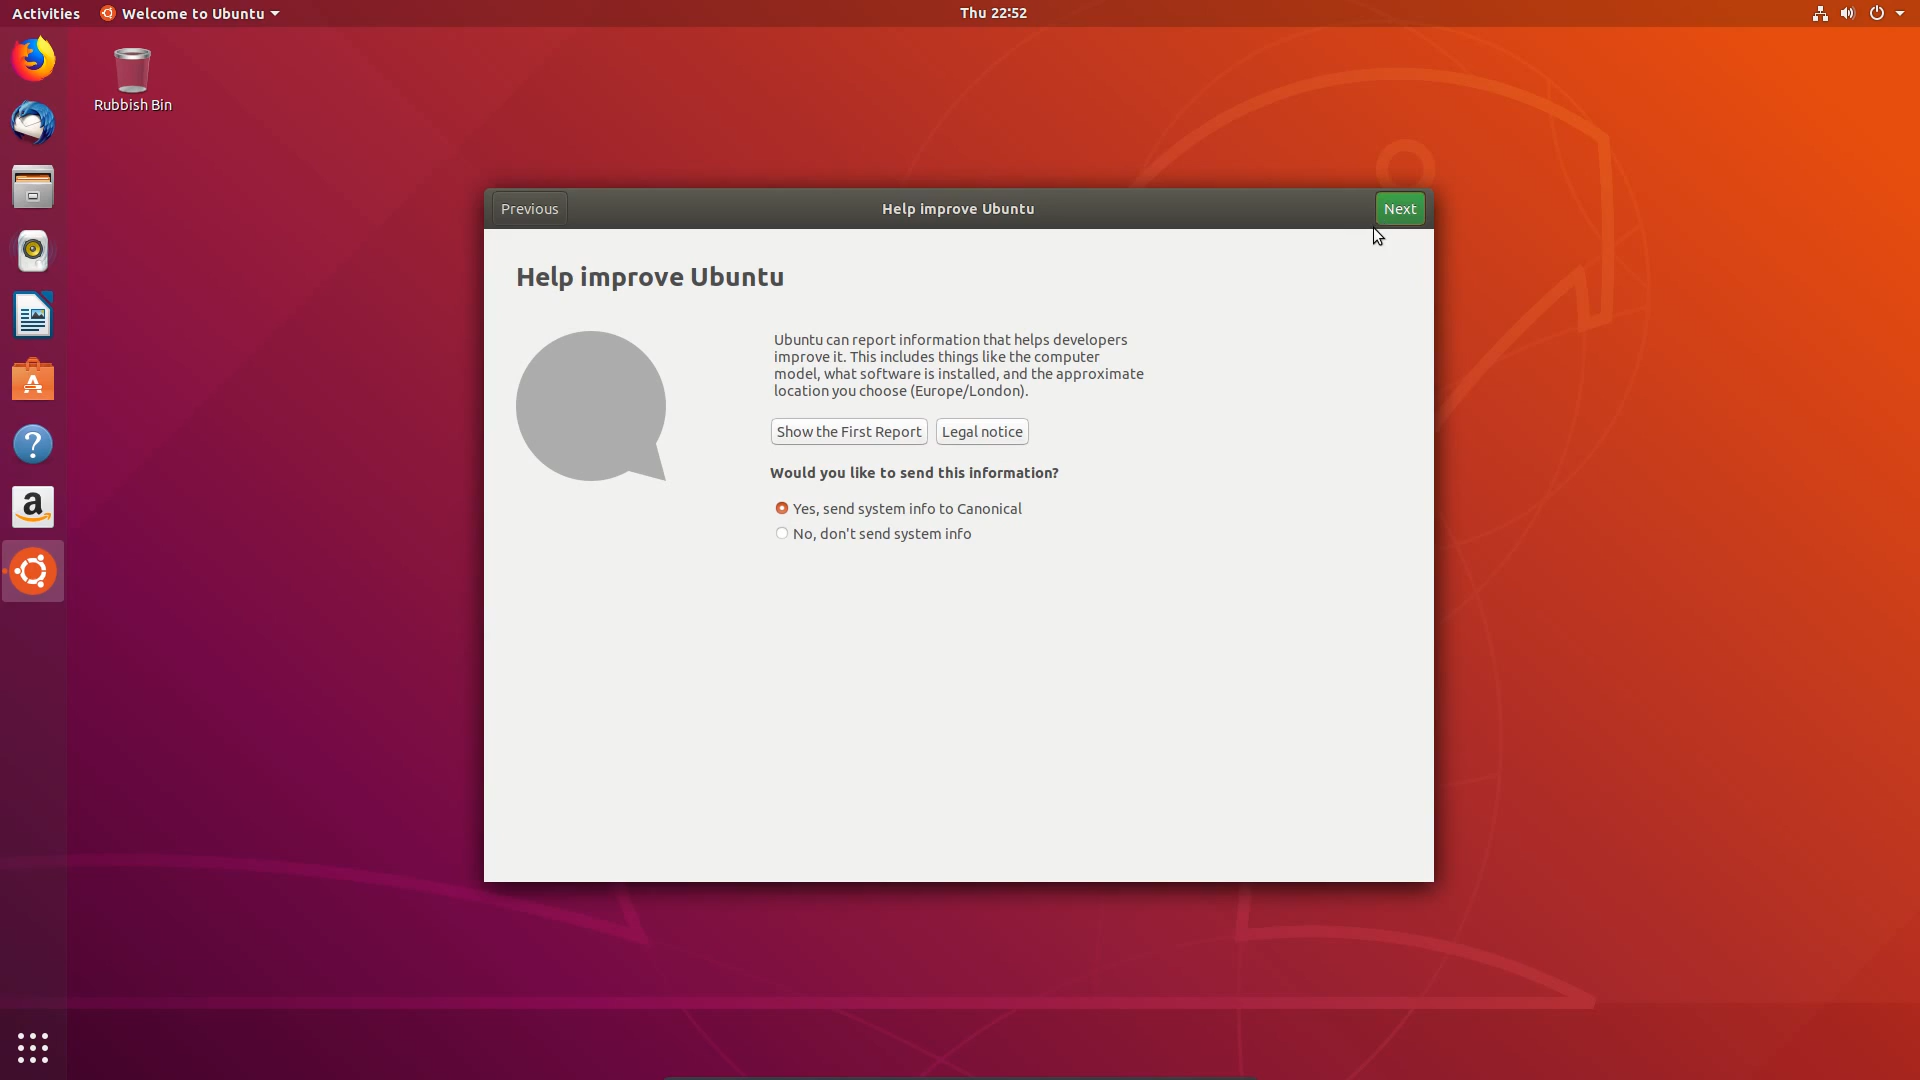 Activities
Welcome to Ubuntu
Thu 22:52
Rubbish Bin
Previous
Help improve Ubuntu
Next
Help improve Ubuntu
Ubuntu can report information that helps developers
improve it. This includes things like the computer
model, what software is installed, and the approximate
location you choose (Europe/London).
Show the First Report
Legal notice
Would you like to send this information?
Yes, send system info to Canonical
No, don't send system info